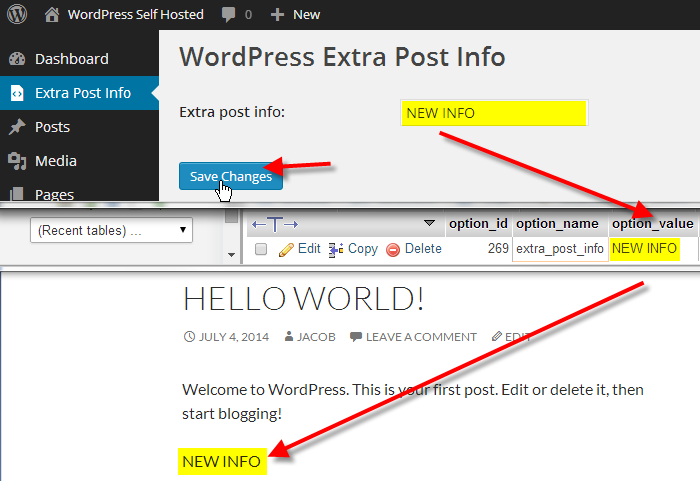 WordPress Self Hosted 0 + New
Dashboard
Extra Post Info
Posts
Media
Pages
WordPress Extra Post Info
Extra post info: NEW INFO
Save Changes
(Recent tables) ...
option_id option_name option_value
Edit Copy Delete 269 extra_post_info NEW INFO
HELLO WORLD!
JULY 4, 2014 JACOB LEAVE A COMMENT EDIT
Welcome to WordPress. This is your first post. Edit or delete it, then
start blogging!
NEW INFO